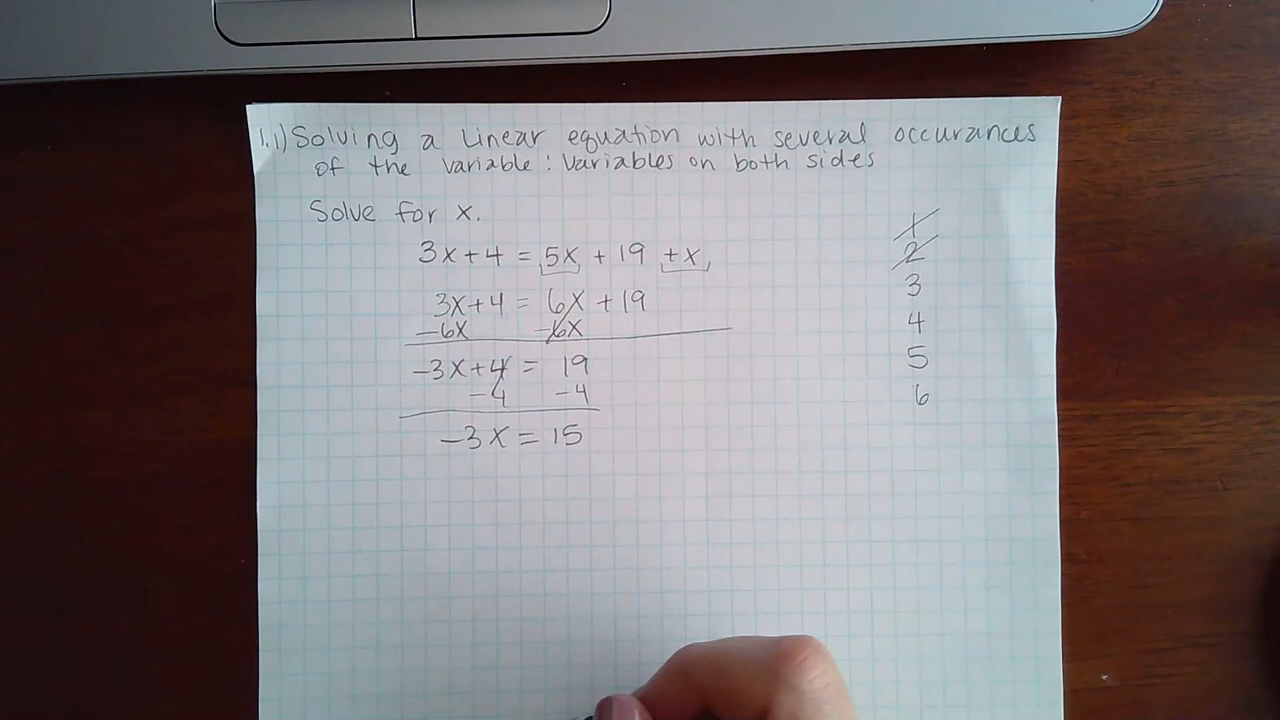 1.1) Solving a Linear equation with several occurances
of the variable: Variables on both sides
Solve for x.
3x+4 = 5x + 19 +x
3x+4 = 6x +19
-6x -6x
-3x+4 = 19
-4 -4
-3x = 15
1
2
3
4
5
6